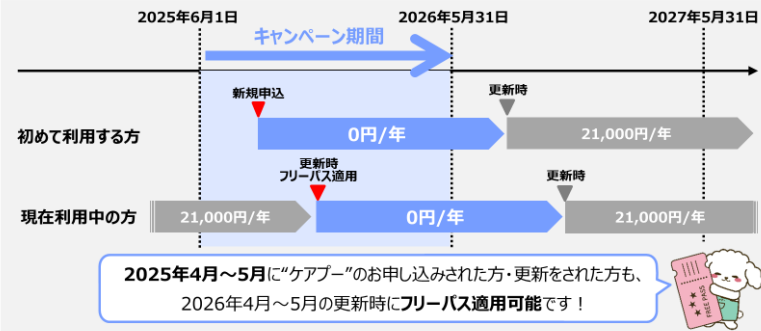 2025年6月1日 2026年5月31日 2027年5月31日
キャンペーン期間
新規申込 更新時
初めて利用する方 0円/年 21,000円/年
更新時
フリーパス適用 更新時
現在利用中の方 21,000円/年 0円/年 21,000円/年
2025年4月～5月に“ケアプー”のお申し込みされた方・更新をされた方も、
2026年4月～5月の更新時にフリーパス適用可能です！
FREE PASS